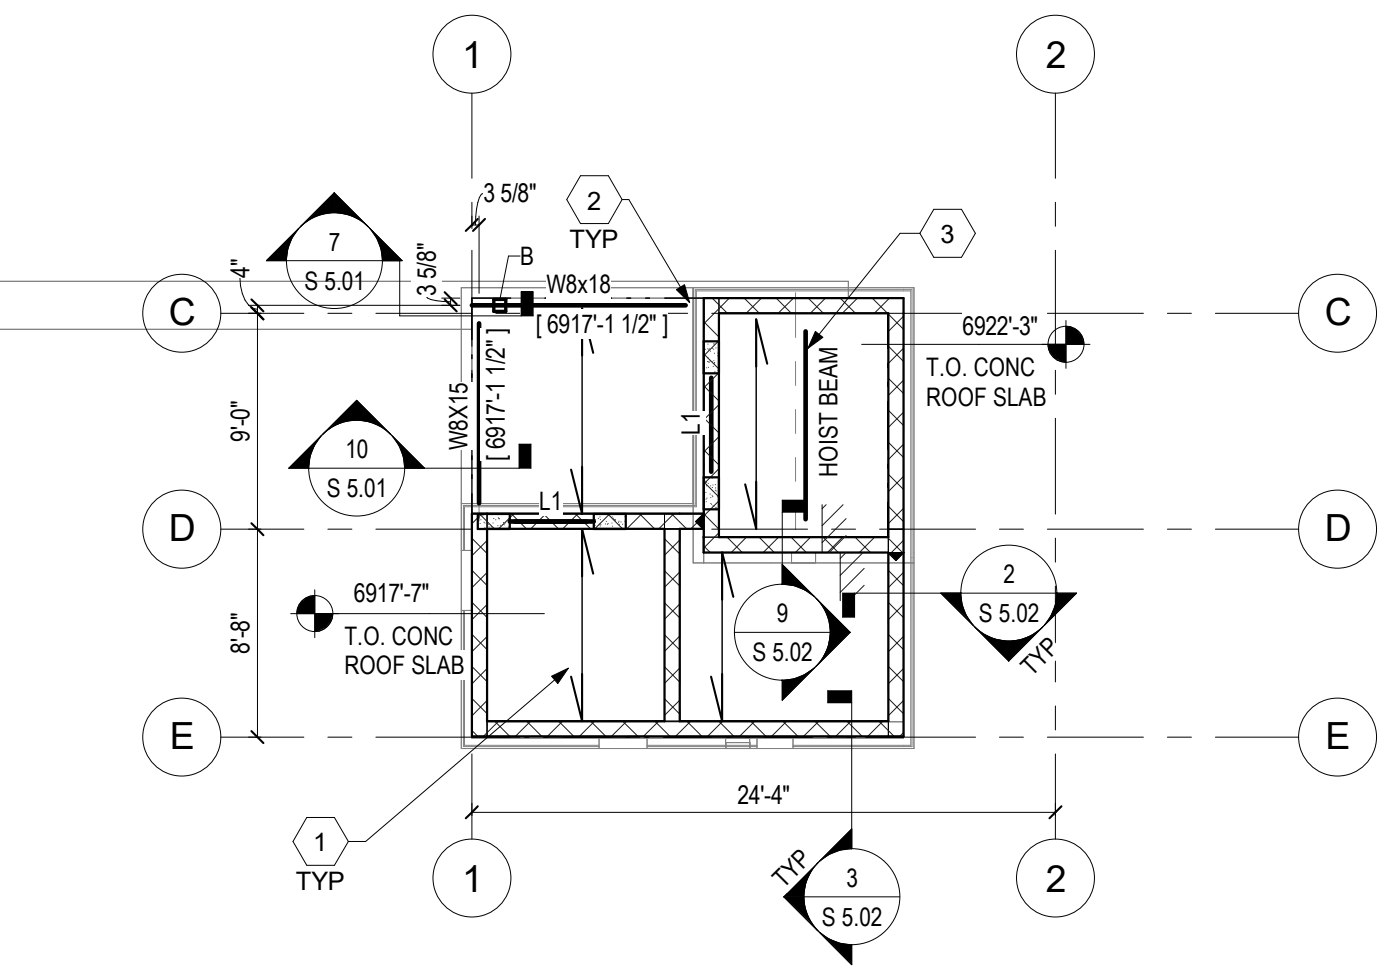 1
2
3 5/8"
2
TYP
3
7
S 5.01
4"
3 5/8"
B
W8x18
C
[ 6917'-1 1/2" ]
6922'-3"
C
T.O. CONC
ROOF SLAB
HOIST BEAM
W8X15
[ 6917'-1 1/2" ]
L1
9'-0"
10
S 5.01
L1
D
D
6917'-7"
T.O. CONC
ROOF SLAB
8'-8"
9
S 5.02
2
S 5.02
TYP
E
E
24'-4"
1
TYP
1
TYP
3
S 5.02
2